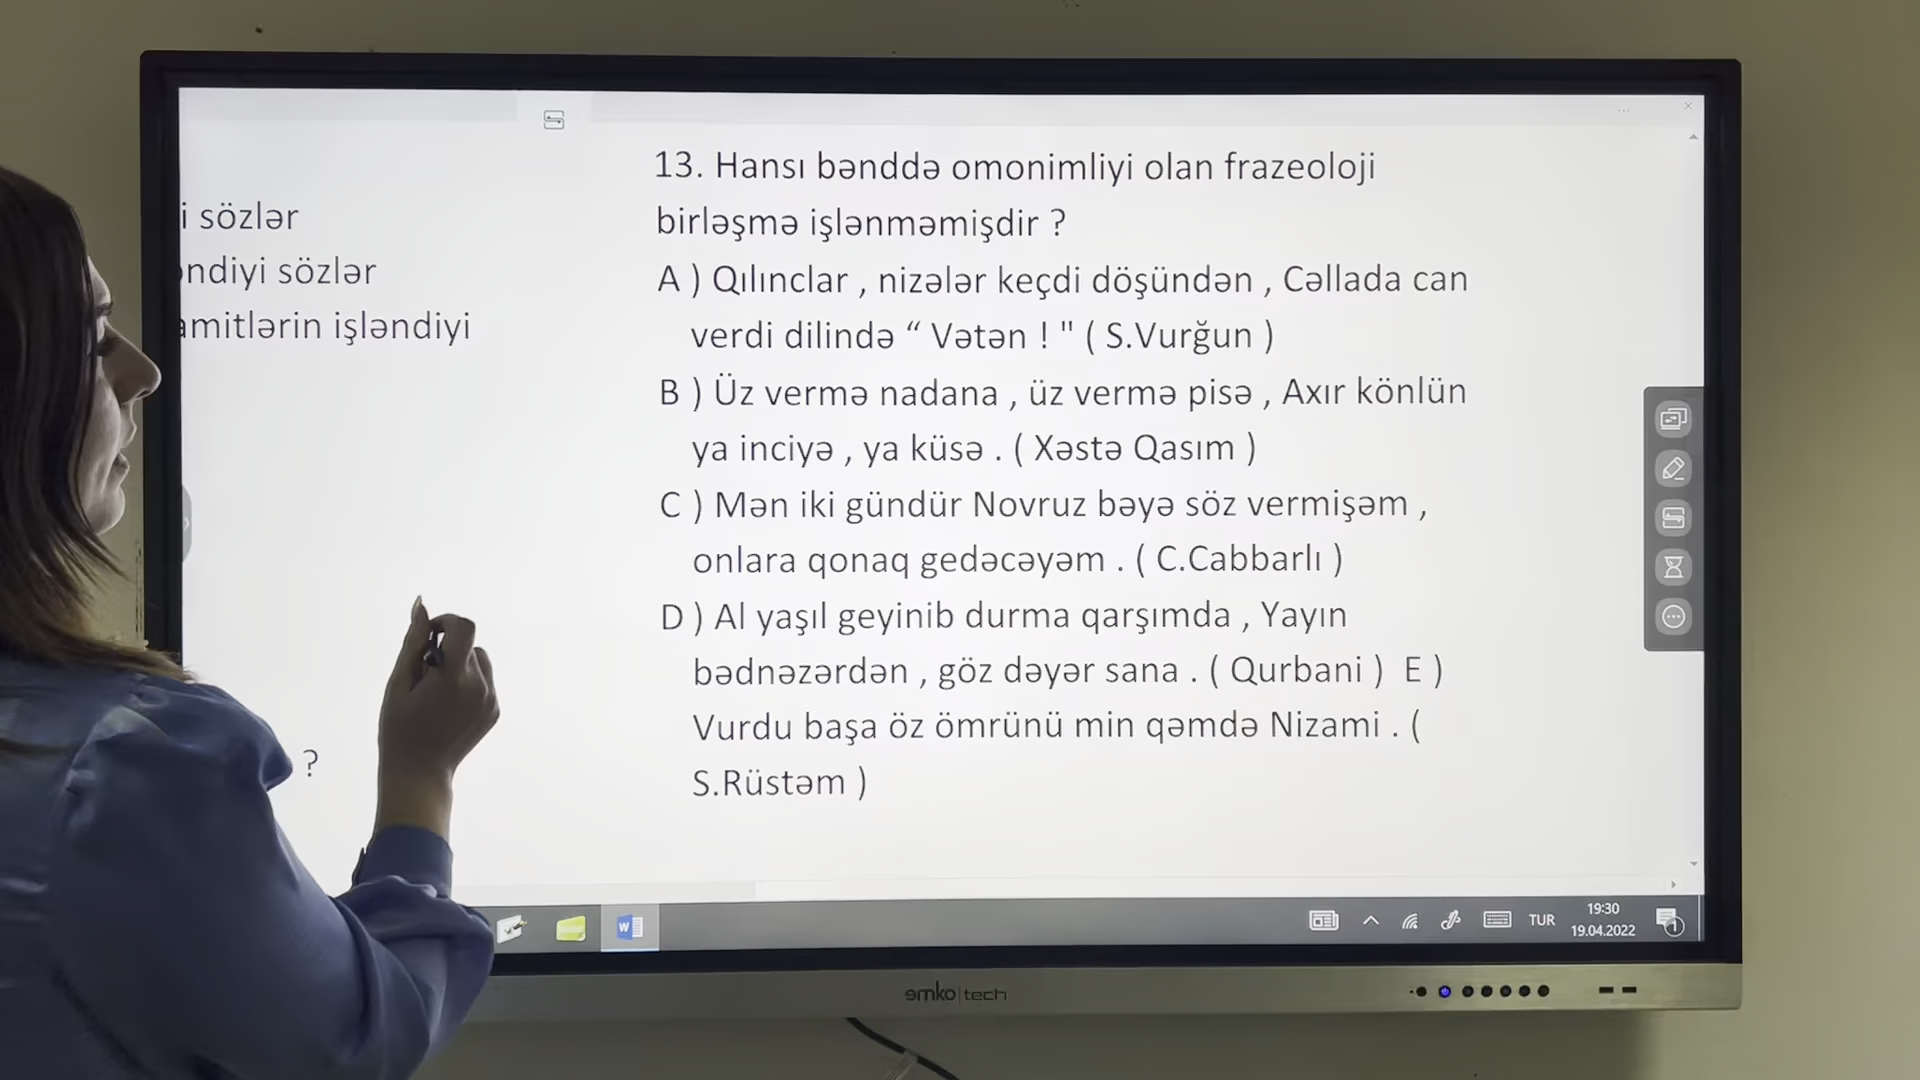 i sözlər
ndiyi sözlər
amitlərin işləndiyi
?
13. Hansı bənddə omonimliyi olan frazeoloji
birləşmə işlənməmişdir ?
A ) Qılınclar , nizələr keçdi döşündən , Cəllada can
verdi dilində “ Vətən ! " ( S.Vurğun )
B ) Üz vermə nadana , üz vermə pisə , Axır könlün
ya inciyə , ya küsə . ( Xəstə Qasım )
C ) Mən iki gündür Novruz bəyə söz vermişəm ,
onlara qonaq gedəcəyəm . ( C.Cabbarlı )
D ) Al yaşıl geyinib durma qarşımda , Yayın
bədnəzərdən , göz dəyər sana . ( Qurbani ) E )
Vurdu başa öz ömrünü min qəmdə Nizami . (
S.Rüstəm )
W
TUR
19:30
19.04.2022
1
emko|tech